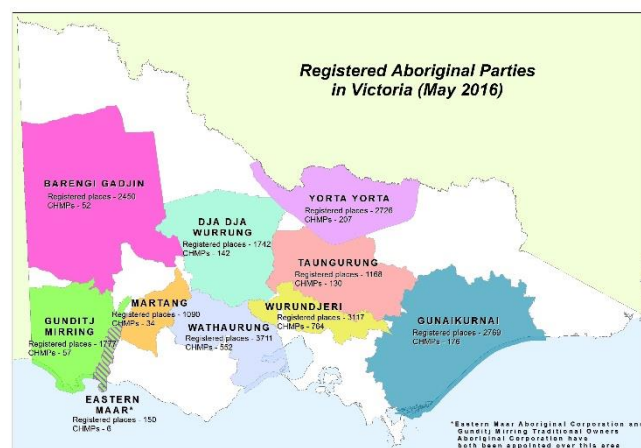 Registered Aboriginal Parties
in Victoria (May 2016)
BARENGI GADJIN
Registered places - 2450
CHMPs - 52
YORTA YORTA
Registered places - 2726
CHMPs - 207
DJA DJA
WURRUNG
Registered places - 1742
CHMPs - 142
TAUNGURUNG
Registered places - 1168
CHMPs - 130
MARTANG
Registered places - 1090
CHMPs - 34
WURUNDJERI
Registered places - 3117
CHMPs - 764
GUNDITJ
MIRRING
Registered places - 1777
CHMPs - 57
WATHAURUNG
Registered places - 3711
CHMPs - 552
GUNAIKURNAI
Registered places - 2769
CHMPs - 176
EASTERN
MAAR*
Registered places - 150
CHMPs - 6
*Eastern Maar Aboriginal Corporation an
Gunditj Mirring Traditional Owners
Aboriginal Corporation have
both been appointed over this area